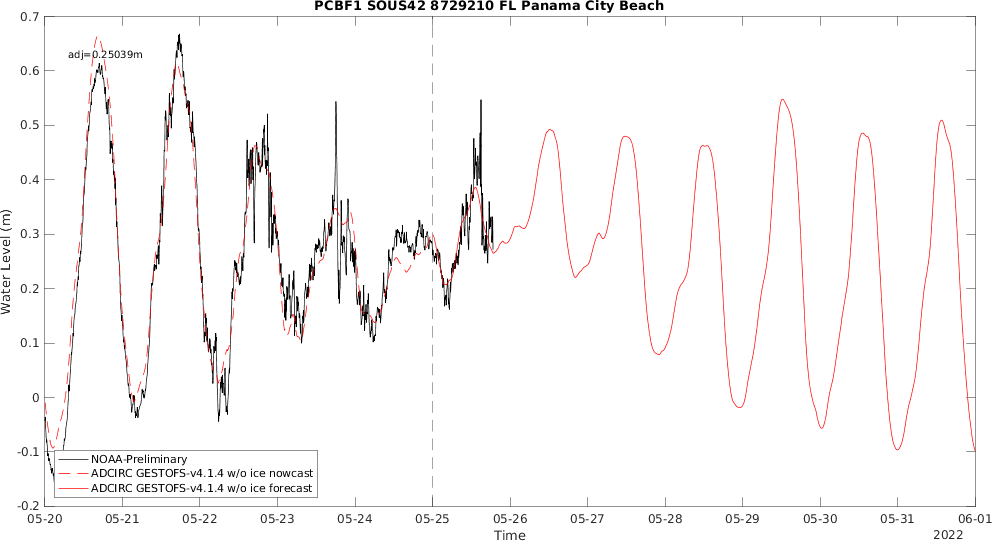 PCBF1 SOUS42 8729210 FL Panama City Beach
adj=0.25039m
0.7
0.6
0.5
0.4
0.3
0.2
0.1
0
-0.1
-0.2
Water Level (m)
NOAA-Preliminary
ADCIRC GESTOFS-v4.1.4 w/o ice nowcast
ADCIRC GESTOFS-v4.1.4 w/o ice forecast
05-20 05-21 05-22 05-23 05-24 05-25 05-26 05-27 05-28 05-29 05-30 05-31 06-01
Time
2022